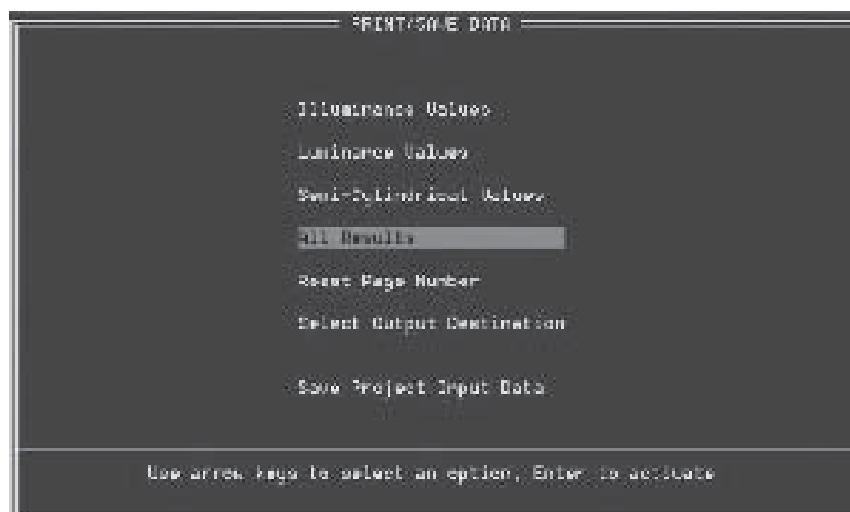 PRINT/SAVE DATA
Illuminance Values
Luminance Values
Semi-Cylindrical Values
All Results
Reset Page Number
Select Output Destination
Save Project Input Data
Use arrow keys to select an option, Enter to activate